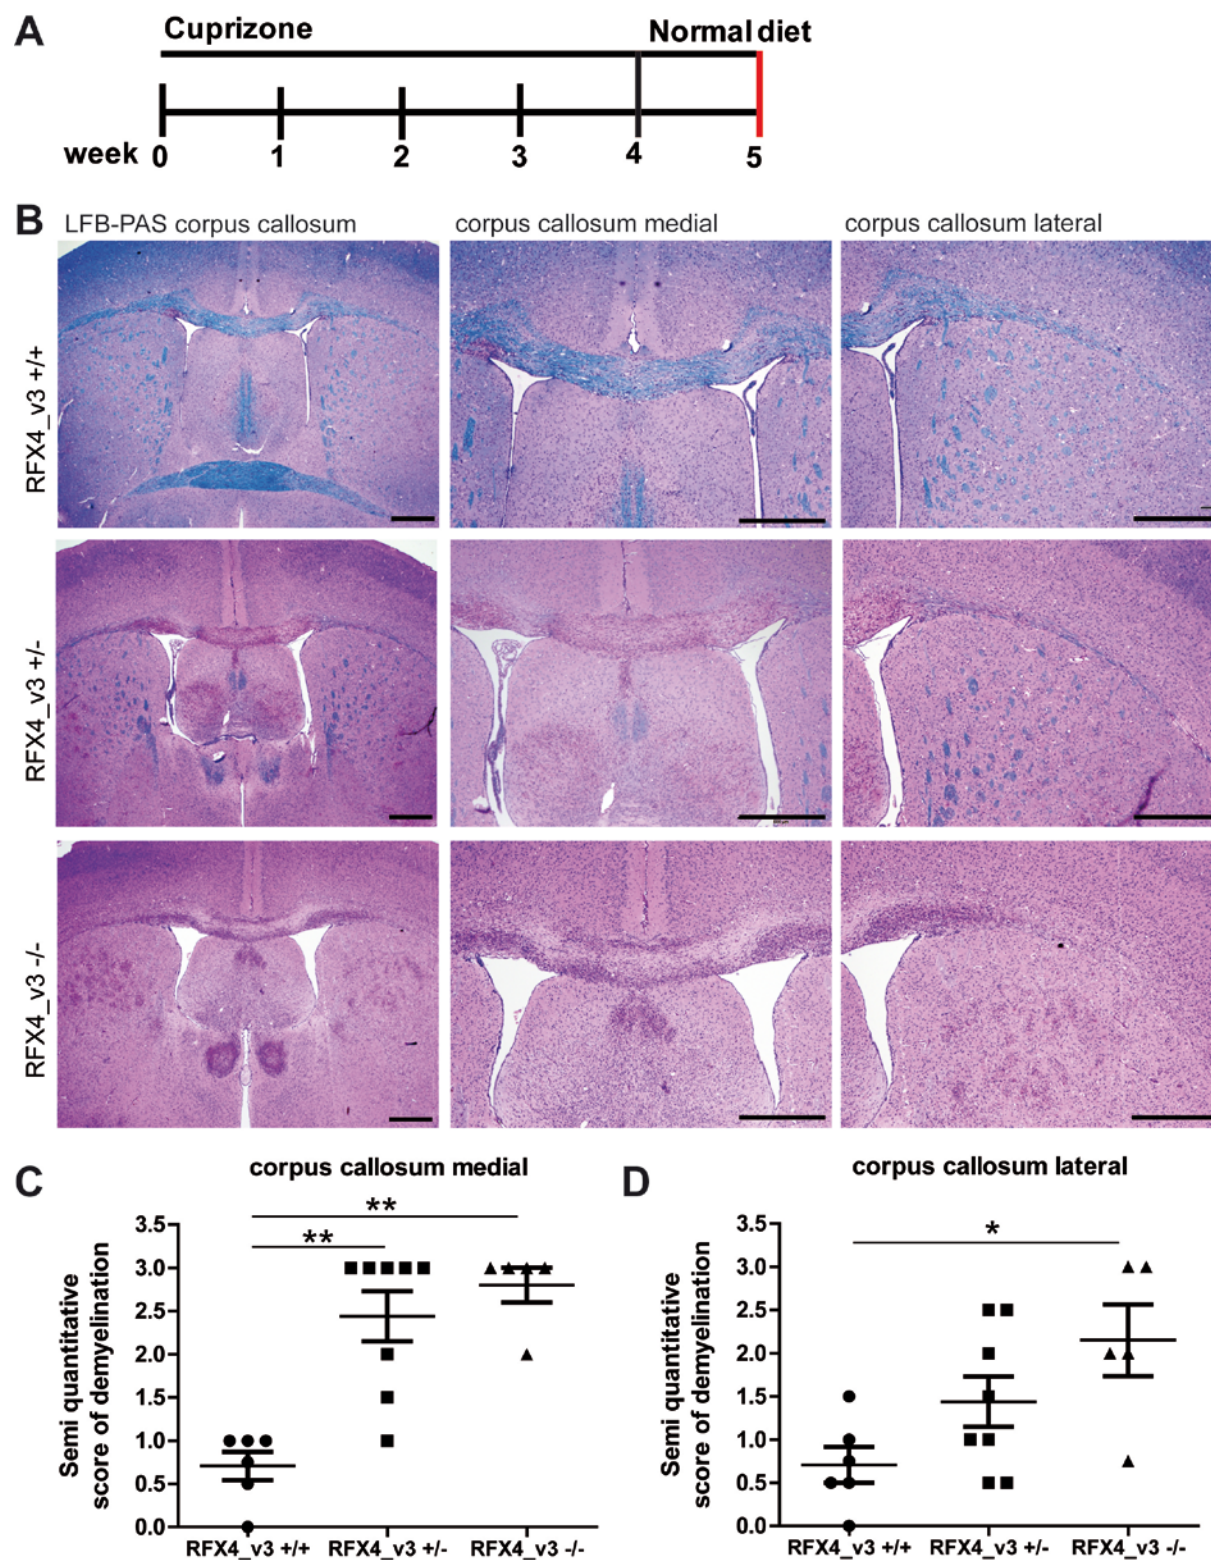 A
Cuprizone
Normal diet
week 0 1 2 3 4 5
B
LFB-PAS corpus callosum
corpus callosum medial
corpus callosum lateral
RFX4_v3 +/+
RFX4_v3 +/-
RFX4_v3 -/-
C
corpus callosum medial
Semi quantitative
score of demyelination
3.5
3.0
2.5
2.0
1.5
1.0
0.5
0.0
**
**
RFX4_v3 +/+ RFX4_v3 +/- RFX4_v3 -/-
D
corpus callosum lateral
Semi quantitative
score of demyelination
3.5
3.0
2.5
2.0
1.5
1.0
0.5
0.0
*
RFX4_v3 +/+ RFX4_v3 +/- RFX4_v3 -/-